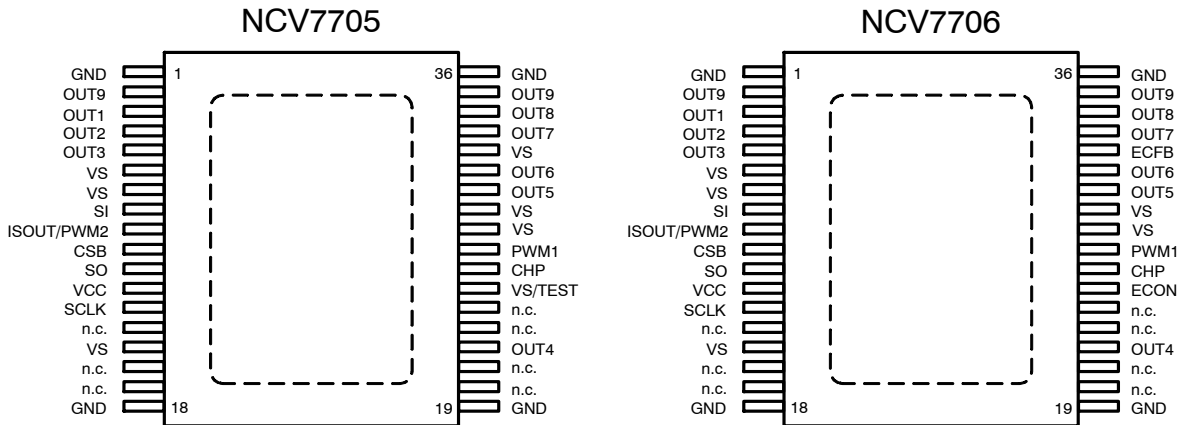 NCV7705
NCV7706
GND 1 36 GND
OUT9 OUT9
OUT1 OUT8
OUT2 OUT7
OUT3 VS
VS OUT6
VS OUT5
SI VS
ISOUT/PWM2 VS
CSB PWM1
SO CHP
VCC VS/TEST
SCLK n.c.
n.c. n.c.
VS OUT4
n.c. n.c.
n.c. n.c.
GND 18 19 GND
GND 1 36 GND
OUT9 OUT9
OUT1 OUT8
OUT2 OUT7
OUT3 ECFB
VS OUT6
VS OUT5
SI VS
ISOUT/PWM2 VS
CSB PWM1
SO CHP
VCC ECON
SCLK n.c.
n.c. n.c.
VS OUT4
n.c. n.c.
n.c. n.c.
GND 18 19 GND